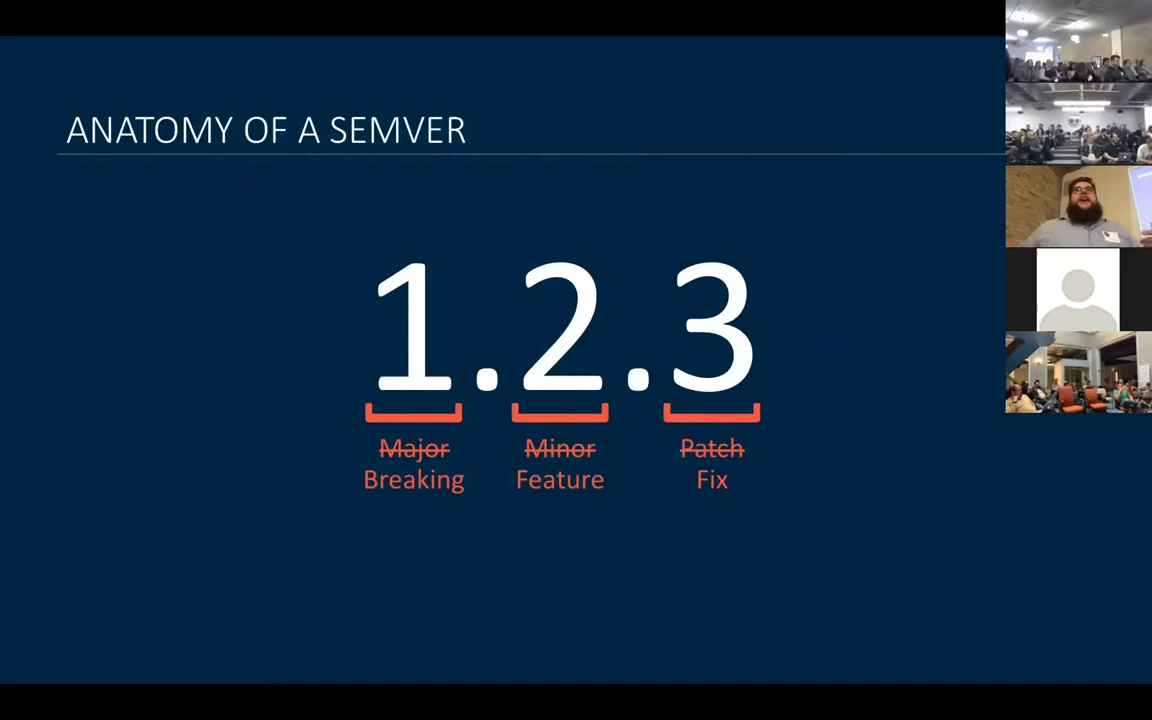 ANATOMY OF A SEMVER
1.2.3
Major Minor Patch
Breaking Feature Fix